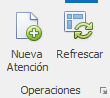 Nueva Atención
Refrescar
Operaciones